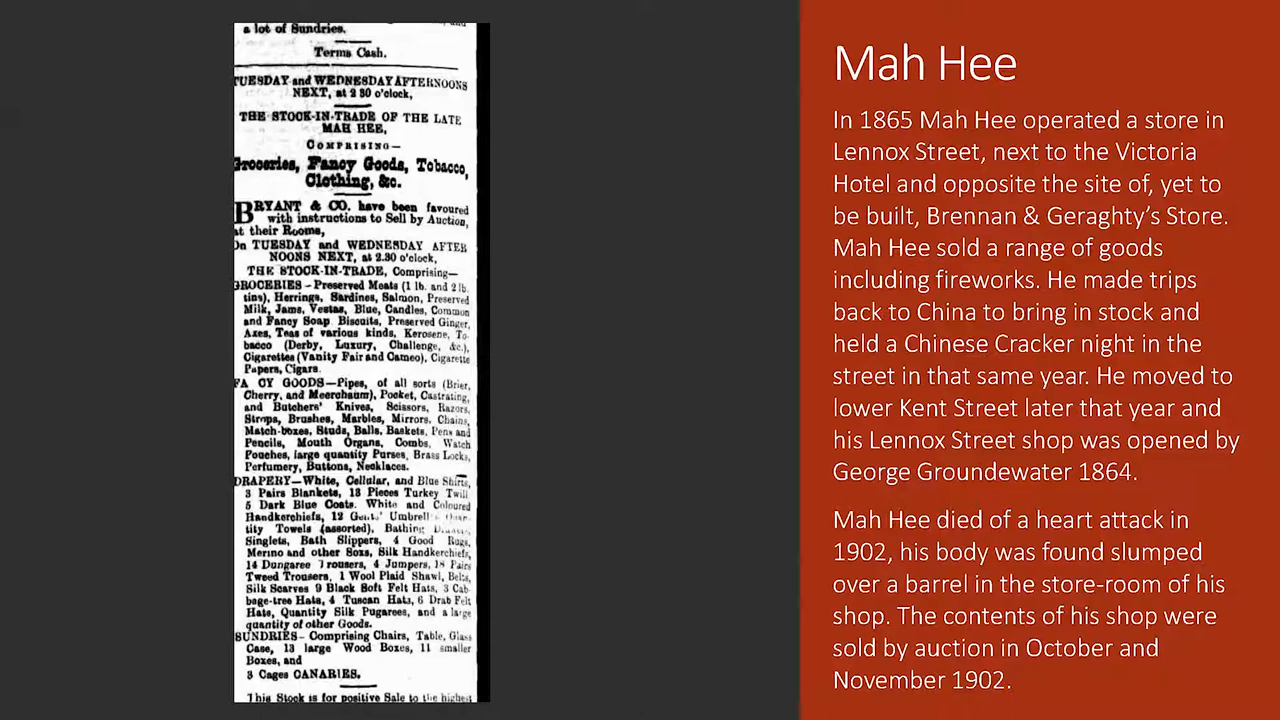 a lot of Sundries.
Terms Cash.
TUESDAY and WEDNESDAY AFTERNOONS
NEXT, at 2 30 o'clock,
THE STOCK-IN-TRADE OF THE LATE
MAH HEE,
COMPRISING—
Groceries, Fancy Goods, Tobacco,
Clothing, &c.
BRYANT & CO. have been favoured
with instructions to Sell by Auction,
at their Rooms,
On TUESDAY and WEDNESDAY AFTER
NOONS NEXT, at 2.30 o'clock,
THE STOCK-IN-TRADE, Comprising—
GROCERIES – Preserved Meats (1 lb. and 2 lb.
tins), Herrings, Sardines, Salmon, Preserved
Milk, Jams, Vestas, Blue, Candles, Common
and Fancy Soap Biscuits, Preserved Ginger,
Axes, Teas of various kinds, Kerosene, To-
bacco (Derby, Luxury, Challenge, &c.),
Cigarettes (Vanity Fair and Cameo), Cigarette
Papers, Cigars.
FA CY GOODS—Pipes, of all sorts (Brier,
Cherry, and Meerchaum), Pocket, Castrating,
and Butchers' Knives, Scissors, Razors,
Strops, Brushes, Marbles, Mirrors, Chains,
Match-boxes, Studs, Balls, Baskets, Pens and
Pencils, Mouth Organs, Combs, Watch
Pouches, large quantity Purses, Brass Locks,
Perfumery, Buttons, Necklaces.
DRAPERY—White, Cellular, and Blue Shirts,
3 Pairs Blankets, 13 Pieces Turkey Twill
5 Dark Blue Coats. White and Coloured
Handkerchiefs, 12 Gents' Umbrell
tity Towels (assorted), Bathing
Singlets, Bath Slippers, 4 Good Rugs,
Merino and other Soxs, Silk Handkerchiefs,
14 Dungaree Trousers, 4 Jumpers, 18 Pairs
Tweed Trousers, 1 Wool Plaid Shawl, Belts,
Silk Scarves 9 Black Soft Felt Hats, 3 Cab-
bage-tree Hats, 4 Tuscan Hats, 6 Drab Felt
Hats, Quantity Silk Pugarees, and a large
quantity of other Goods.
SUNDRIES– Comprising Chairs, Table, Glass
Case, 13 large Wood Boxes, 11 smaller
Boxes, and
3 Cages CANARIES.
This Stock is for positive Sale to the highest
Mah Hee
In 1865 Mah Hee operated a store in
Lennox Street, next to the Victoria
Hotel and opposite the site of, yet to
be built, Brennan & Geraghty's Store.
Mah Hee sold a range of goods
including fireworks. He made trips
back to China to bring in stock and
held a Chinese Cracker night in the
street in that same year. He moved to
lower Kent Street later that year and
his Lennox Street shop was opened by
George Groundewater 1864.
Mah Hee died of a heart attack in
1902, his body was found slumped
over a barrel in the store-room of his
shop. The contents of his shop were
sold by auction in October and
November 1902.